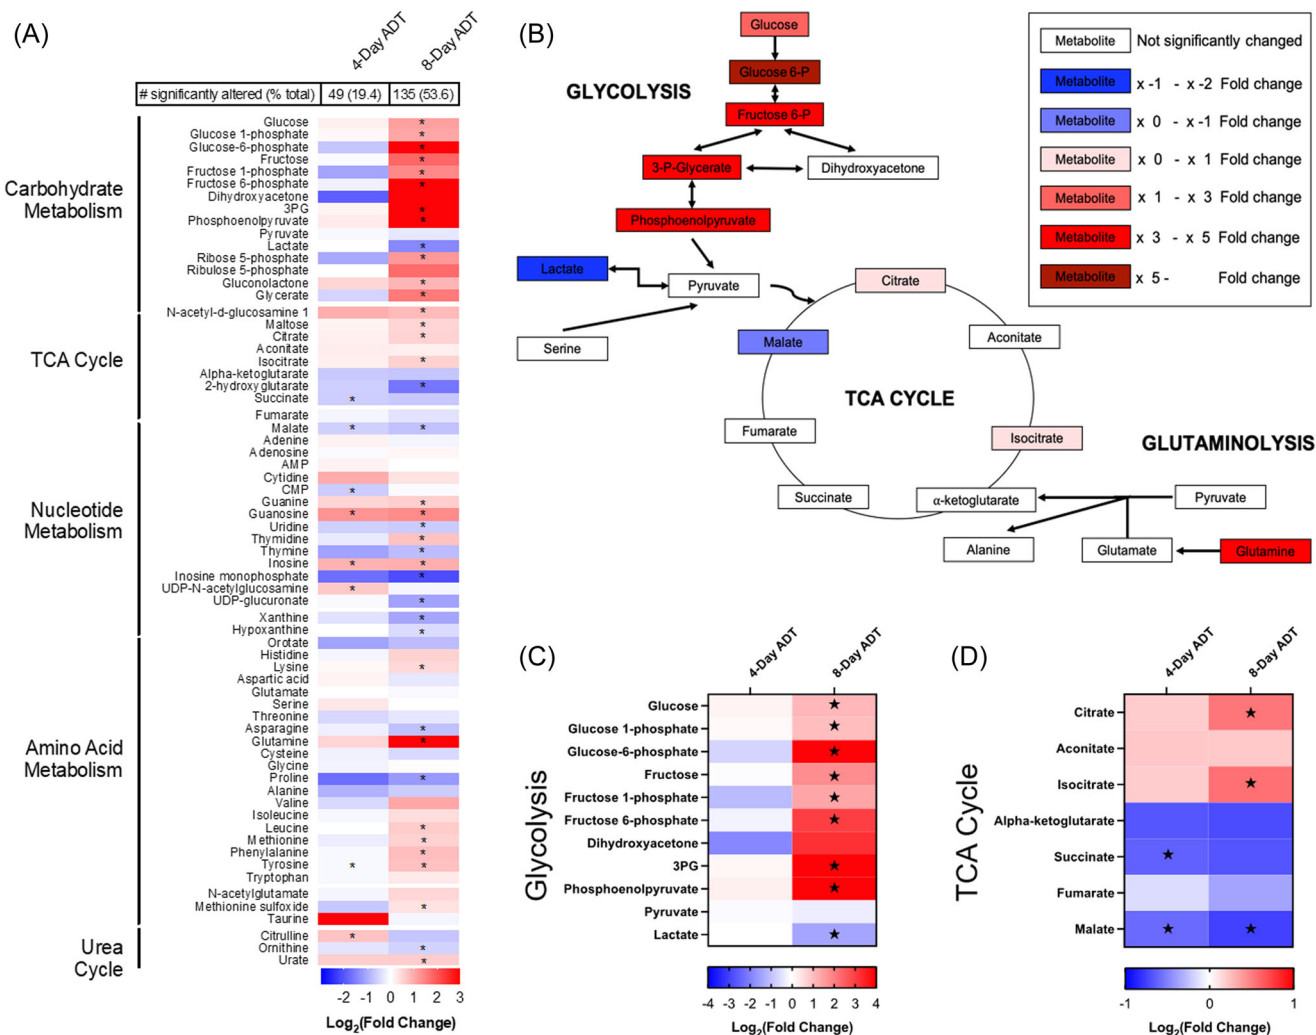 (A)
4-Day ADT
8-Day ADT
# significantly altered (% total) 49 (19.4) 135 (53.6)
Carbohydrate
Metabolism
Glucose *
Glucose 1-phosphate *
Glucose-6-phosphate *
Fructose *
Fructose 1-phosphate *
Fructose 6-phosphate *
Dihydroxyacetone
3PG *
Phosphoenolpyruvate *
Pyruvate
Lactate *
Ribose 5-phosphate *
Ribulose 5-phosphate
Gluconolactone *
Glycerate *
TCA Cycle
N-acetyl-d-glucosamine 1 *
Maltose *
Citrate *
Aconitate
Isocitrate *
Alpha-ketoglutarate
2-hydroxyglutarate *
Succinate *
Fumarate
Nucleotide
Metabolism
Malate * *
Adenine
Adenosine
AMP
Cytidine
CMP *
Guanine *
Guanosine * *
Uridine *
Thymidine *
Thymine *
Inosine * *
Inosine monophosphate *
UDP-N-acetylglucosamine *
UDP-glucuronate *
Xanthine *
Hypoxanthine *
Orotate
Amino Acid
Metabolism
Histidine
Lysine *
Aspartic acid
Glutamate
Serine
Threonine
Asparagine *
Glutamine *
Cysteine
Glycine
Proline *
Alanine
Valine
Isoleucine
Leucine *
Methionine *
Phenylalanine *
Tyrosine * *
Tryptophan
N-acetylglutamate
Methionine sulfoxide *
Taurine
Urea
Cycle
Citrulline *
Ornithine *
Urate *
-2 -1 0 1 2 3
Log2(Fold Change)
(B)
GLYCOLYSIS
Glucose
Glucose 6-P
Fructose 6-P
3-P-Glycerate
Dihydroxyacetone
Phosphoenolpyruvate
Lactate
Pyruvate
Serine
Citrate
Malate
Aconitate
TCA CYCLE
Fumarate
Isocitrate
GLUTAMINOLYSIS
Succinate
α-ketoglutarate
Pyruvate
Alanine
Glutamate
Glutamine
Metabolite Not significantly changed
Metabolite x -1 - x -2 Fold change
Metabolite x 0 - x -1 Fold change
Metabolite x 0 - x 1 Fold change
Metabolite x 1 - x 3 Fold change
Metabolite x 3 - x 5 Fold change
Metabolite x 5 - Fold change
(C)
4-Day ADT
8-Day ADT
Glycolysis
Glucose ★
Glucose 1-phosphate ★
Glucose-6-phosphate ★
Fructose ★
Fructose 1-phosphate ★
Fructose 6-phosphate ★
Dihydroxyacetone
3PG ★
Phosphoenolpyruvate ★
Pyruvate
Lactate ★
-4 -3 -2 -1 0 1 2 3 4
Log2(Fold Change)
(D)
4-Day ADT
8-Day ADT
TCA Cycle
Citrate ★
Aconitate
Isocitrate ★
Alpha-ketoglutarate
Succinate ★
Fumarate
Malate ★ ★
-1 0 1
Log2(Fold Change)